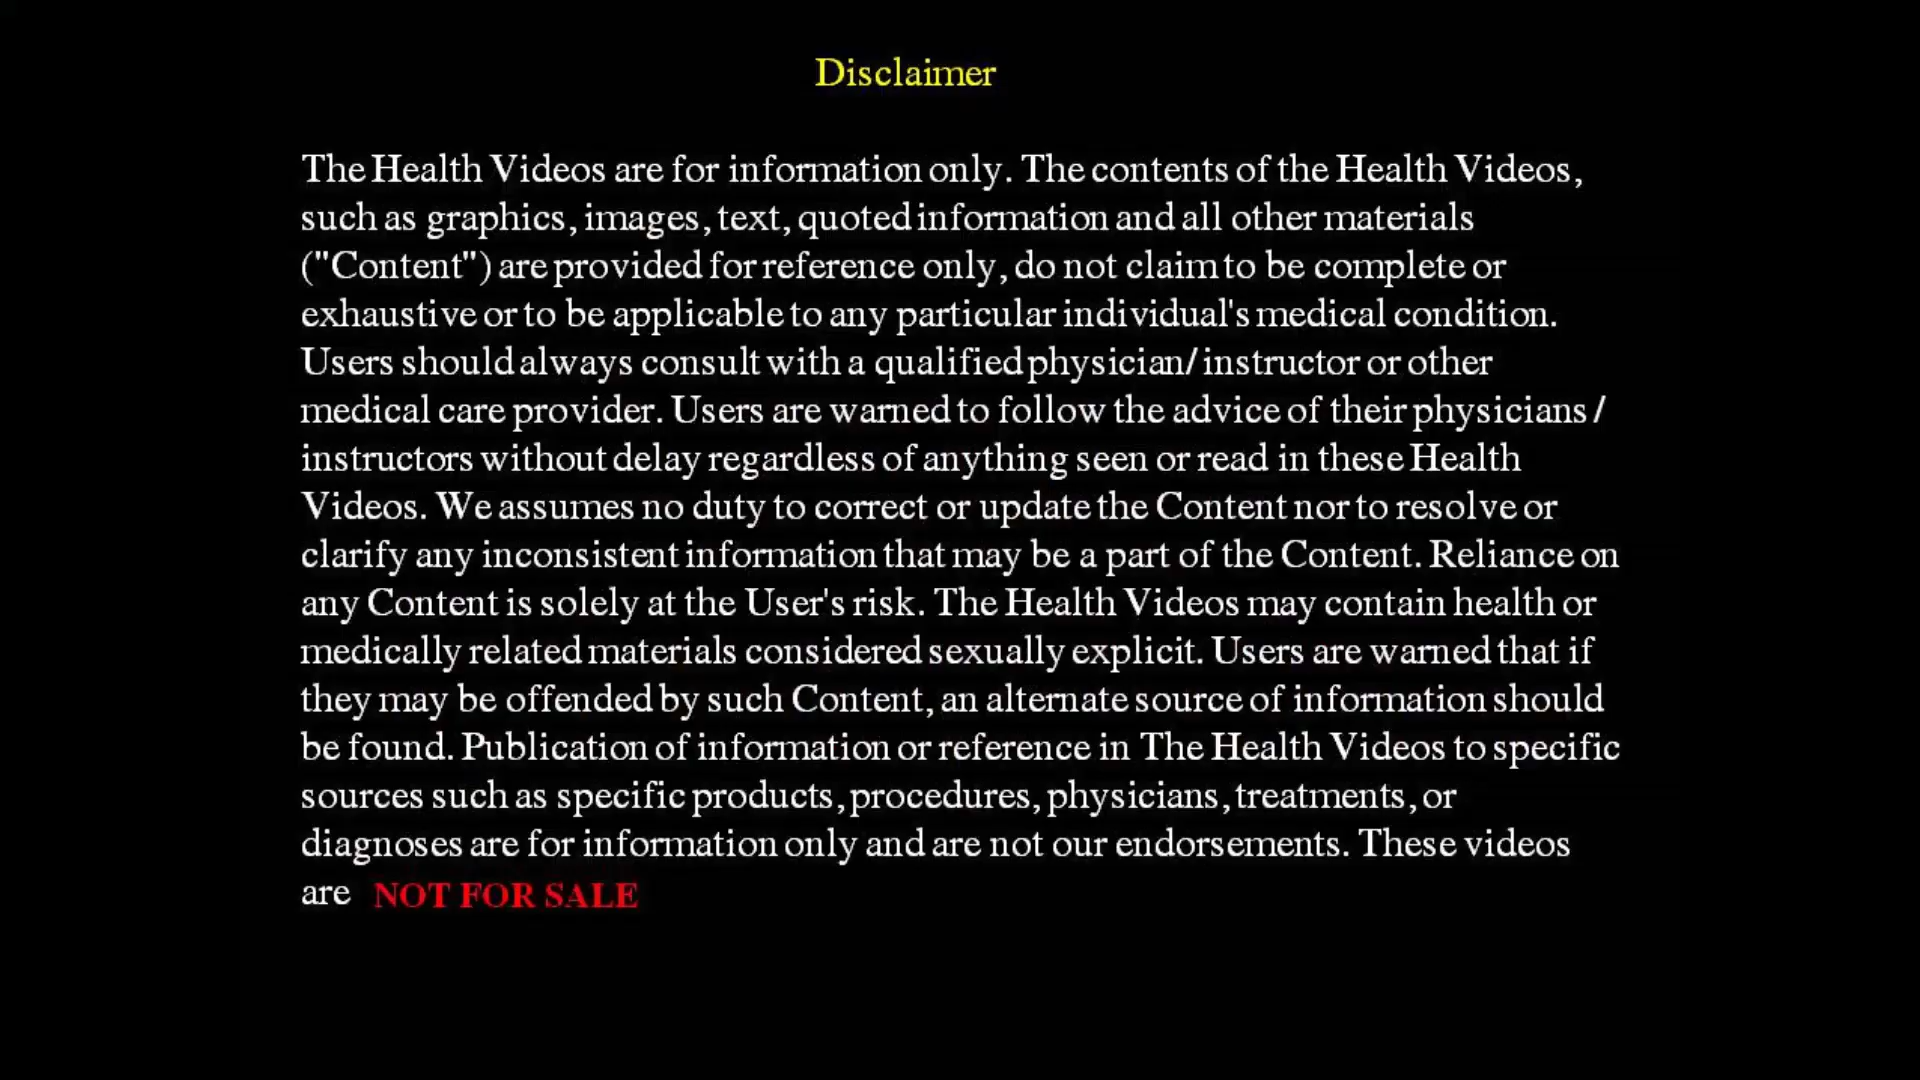 Disclaimer
The Health Videos are for information only. The contents of the Health Videos,
such as graphics, images, text, quoted information and all other materials
("Content") are provided for reference only, do not claim to be complete or
exhaustive or to be applicable to any particular individual's medical condition.
Users should always consult with a qualified physician/ instructor or other
medical care provider. Users are warned to follow the advice of their physicians /
instructors without delay regardless of anything seen or read in these Health
Videos. We assumes no duty to correct or update the Content nor to resolve or
clarify any inconsistent information that may be a part of the Content. Reliance on
any Content is solely at the User's risk. The Health Videos may contain health or
medically related materials considered sexually explicit. Users are warned that if
they may be offended by such Content, an alternate source of information should
be found. Publication of information or reference in The Health Videos to specific
sources such as specific products, procedures, physicians, treatments, or
diagnoses are for information only and are not our endorsements. These videos
are NOT FOR SALE